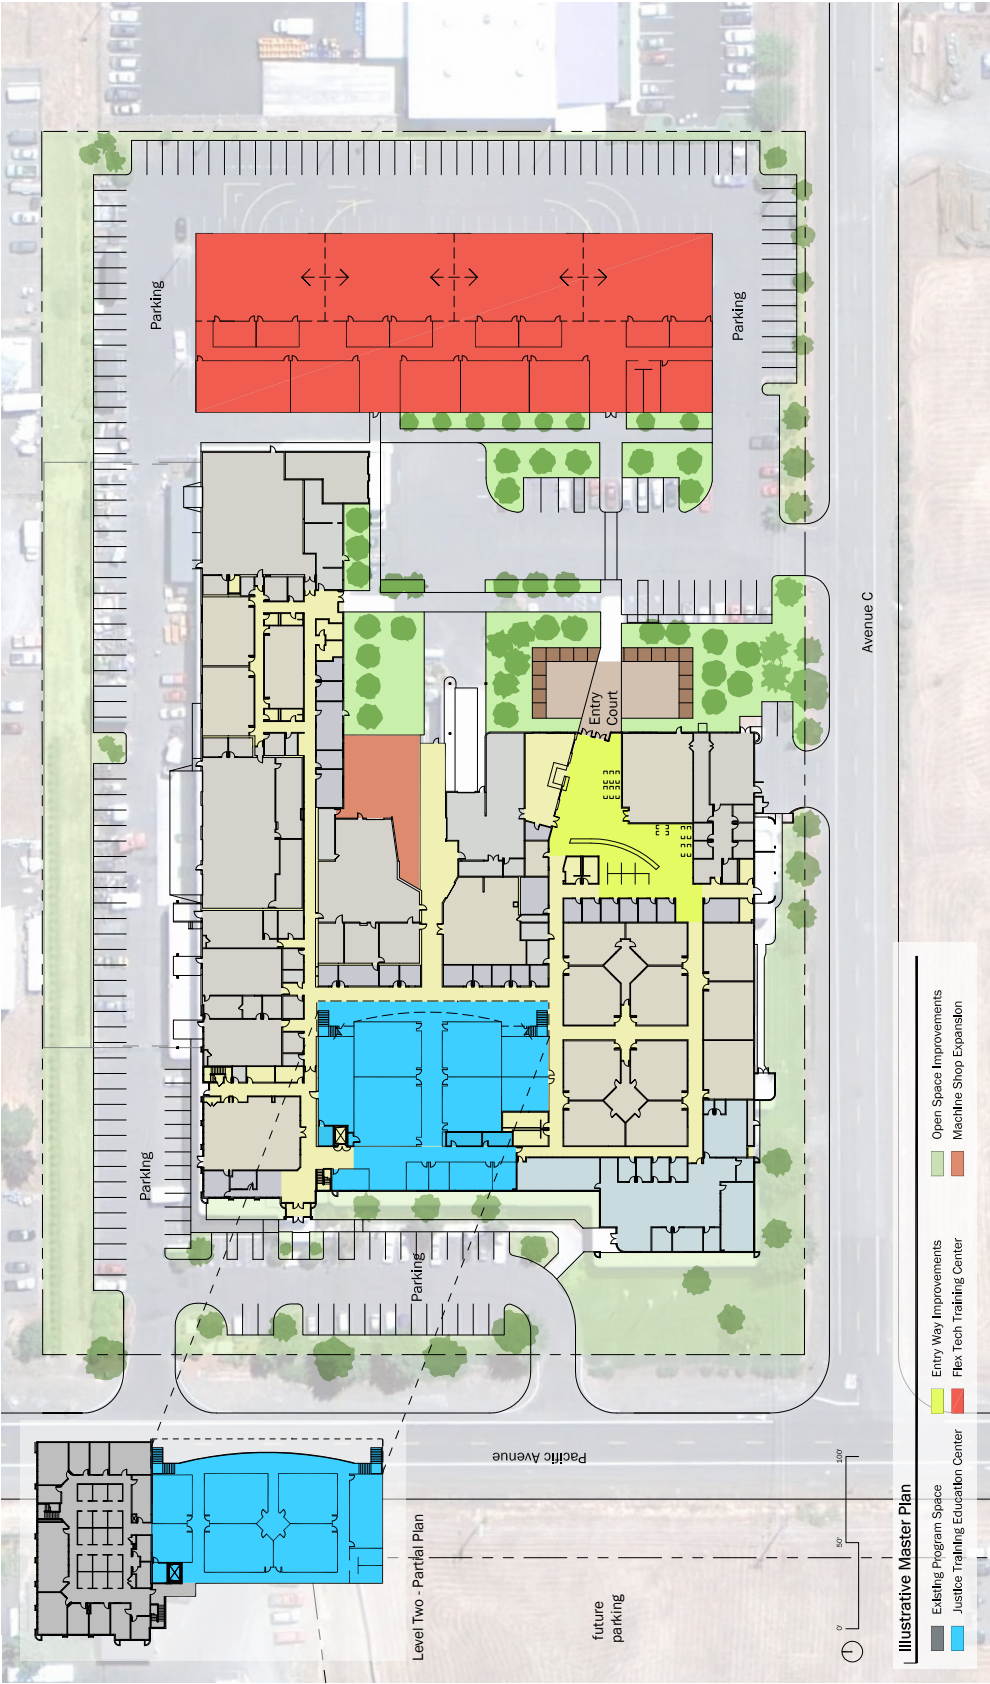 Parking
Parking
Avenue C
Entry
Court
Parking
Parking
Pacific Avenue
Level Two - Partial Plan
future
parking
0'
50'
100'
Illustrative Master Plan
Existing Program Space
Justice Training Education Center
Entry Way Improvements
Flex Tech Training Center
Open Space Improvements
Machine Shop Expansion